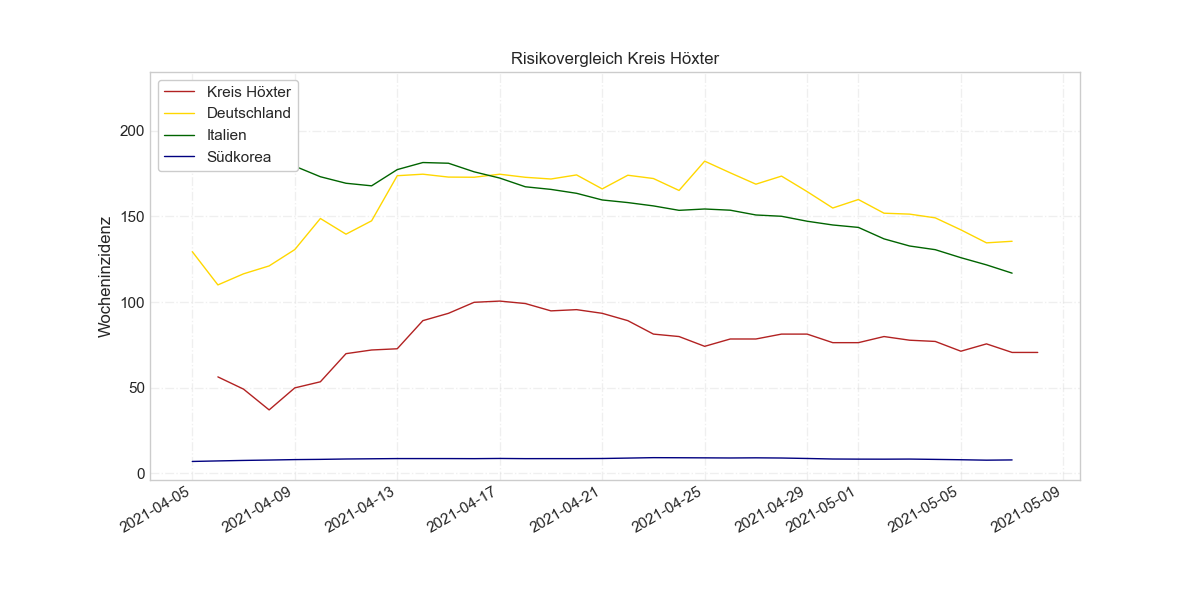 Risikovergleich Kreis Höxter
Kreis Höxter
Deutschland
Italien
Südkorea
Wocheninzidenz
200
150
100
50
0
2021-04-05
2021-04-09
2021-04-13
2021-04-17
2021-04-21
2021-04-25
2021-04-29
2021-05-01
2021-05-05
2021-05-09